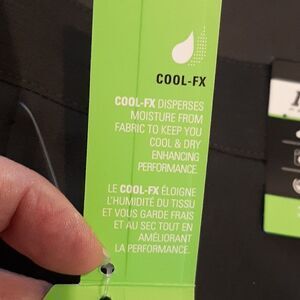 COOL-FX
COOL-FX DISPERSES
MOISTURE FROM
FABRIC TO KEEP YOU
COOL & DRY
ENHANCING
PERFORMANCE.
LE COOL-FX ÉLOIGNE
L'HUMIDITÉ DU TISSU
ET VOUS GARDE FRAIS
ET AU SEC TOUT EN
AMÉLIORANT
LA PERFORMANCE.